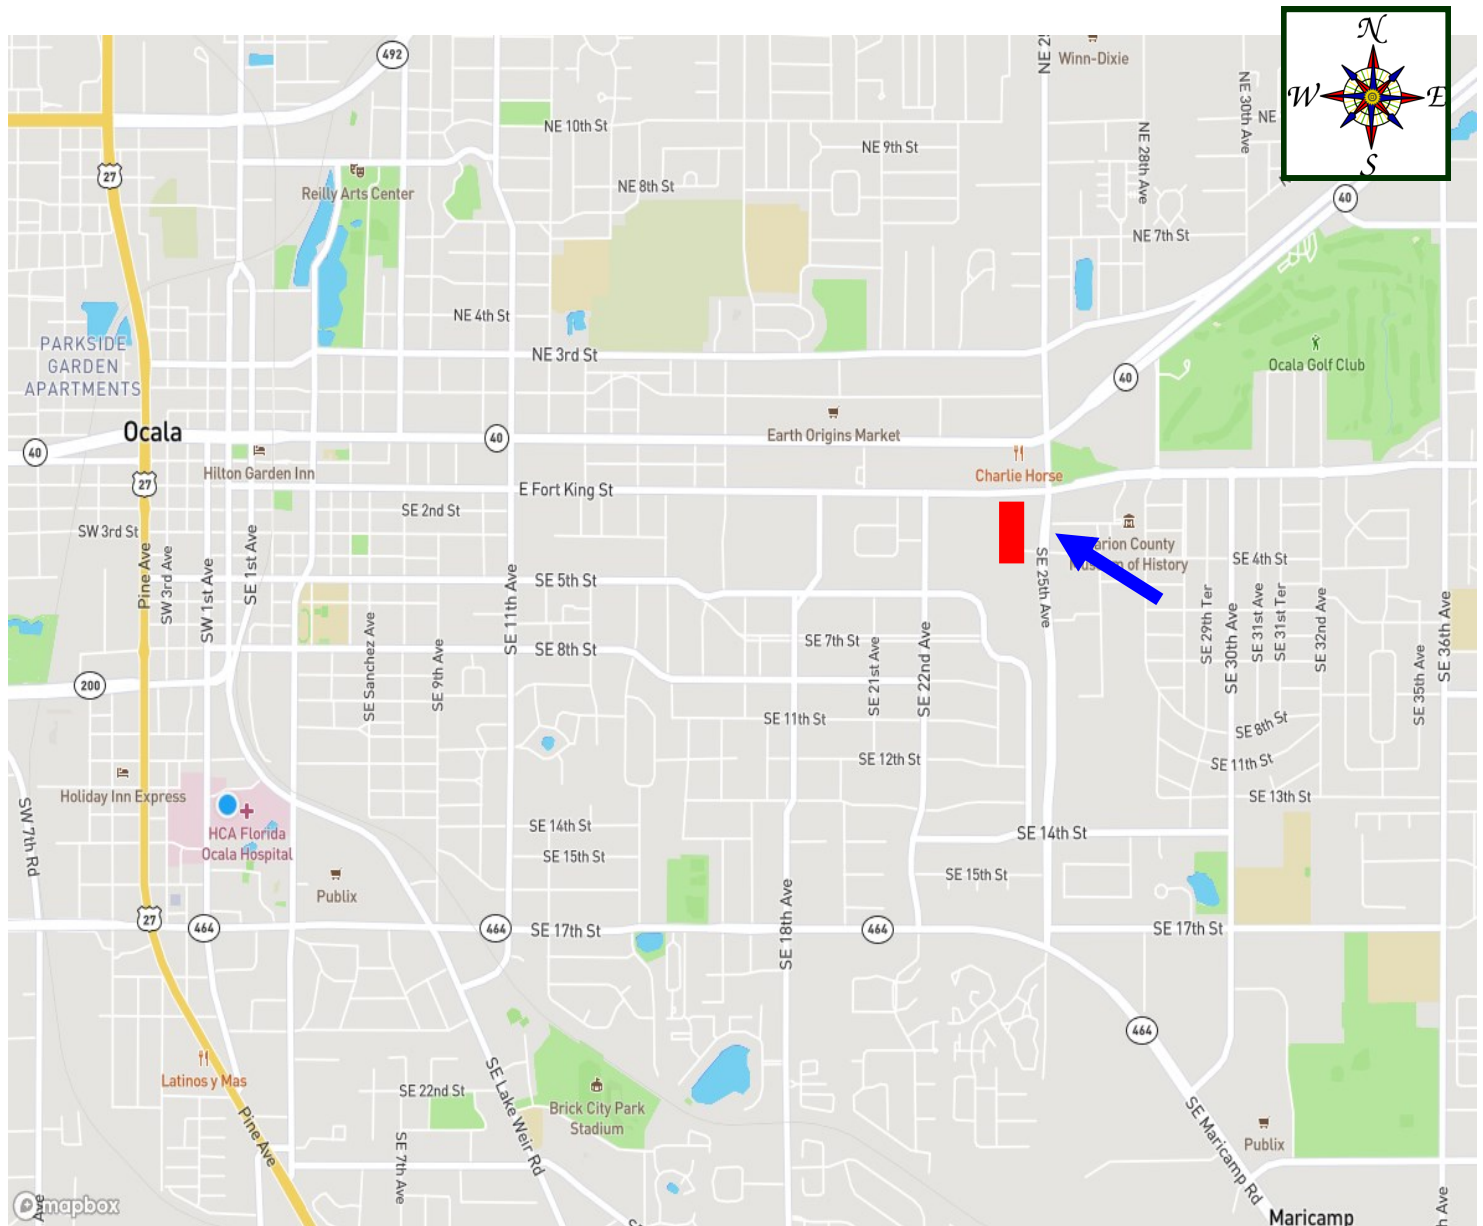 N
W
E
S
492
NE 25
Winn-Dixie
NE 30th Ave
NE
NE 10th St
NE 28th Ave
NE 9th St
27
Reilly Arts Center
NE 8th St
40
NE 7th St
NE 4th St
PARKSIDE
GARDEN
APARTMENTS
NE 3rd St
Ocala Golf Club
40
Ocala
40
Earth Origins Market
40
Hilton Garden Inn
Charlie Horse
27
E Fort King St
SE 2nd St
SW 3rd St
Pine Ave
SW 3rd Ave
SW 1st Ave
SE 1st Ave
arion County
Museum of History
SE 4th St
SE 25th Ave
SE 5th St
SE 11th Ave
SE 7th St
SE 8th St
SE Sanchez Ave
SE 9th Ave
SE 21st Ave
SE 22nd Ave
SE 29th Ter
SE 30th Ave
SE 31st Ave
SE 31st Ter
SE 32nd Ave
SE 35th Ave
SE 36th Ave
200
SE 11th St
SE 8th St
SE 12th St
SE 11th St
Holiday Inn Express
SE 13th St
SW 7th Rd
HCA Florida
Ocala Hospital
SE 14th St
SE 14th St
SE 15th St
SE 15th St
Publix
SE 18th Ave
27
464
464
SE 17th St
464
SE 17th St
464
Latinos y Mas
SE 22nd St
SE Lake Weir Rd
Brick City Park
Stadium
Pine Ave
SE 7th Ave
SE Maricamp Rd
Publix
mapbox
Ave
h Ave
Maricamp